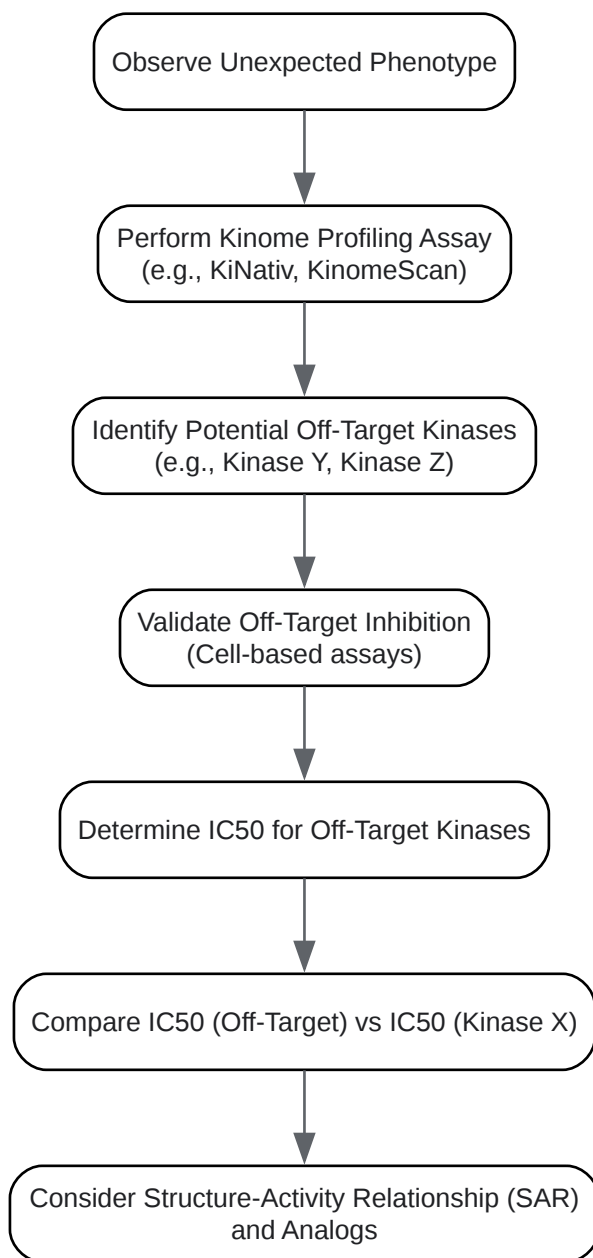 Observe Unexpected Phenotype
Perform Kinome Profiling Assay
(e.g., KiNativ, KinomeScan)
Identify Potential Off-Target Kinases
(e.g., Kinase Y, Kinase Z)
Validate Off-Target Inhibition
(Cell-based assays)
Determine IC50 for Off-Target Kinases
Compare IC50 (Off-Target) vs IC50 (Kinase X)
Consider Structure-Activity Relationship (SAR)
and Analogs